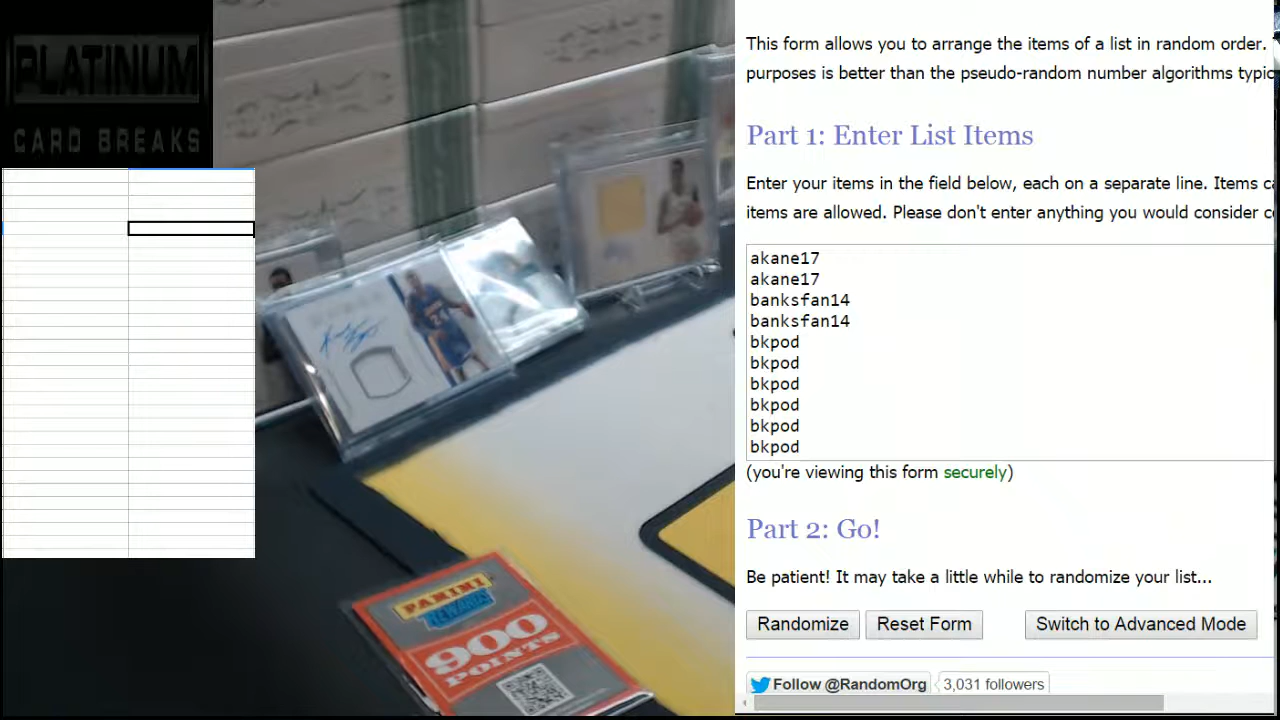 PLATINUM
CARD BREAKS
This form allows you to arrange the items of a list in random order.
purposes is better than the pseudo-random number algorithms typic
Part 1: Enter List Items
Enter your items in the field below, each on a separate line. Items ca
items are allowed. Please don't enter anything you would consider c
akane17
akane17
banksfan14
banksfan14
bkpod
bkpod
bkpod
bkpod
bkpod
bkpod
(you're viewing this form securely)
Part 2: Go!
Be patient! It may take a little while to randomize your list...
Randomize
Reset Form
Switch to Advanced Mode
Follow @RandomOrg
3,031 followers
PANINI
REWARDS
900
POINTS